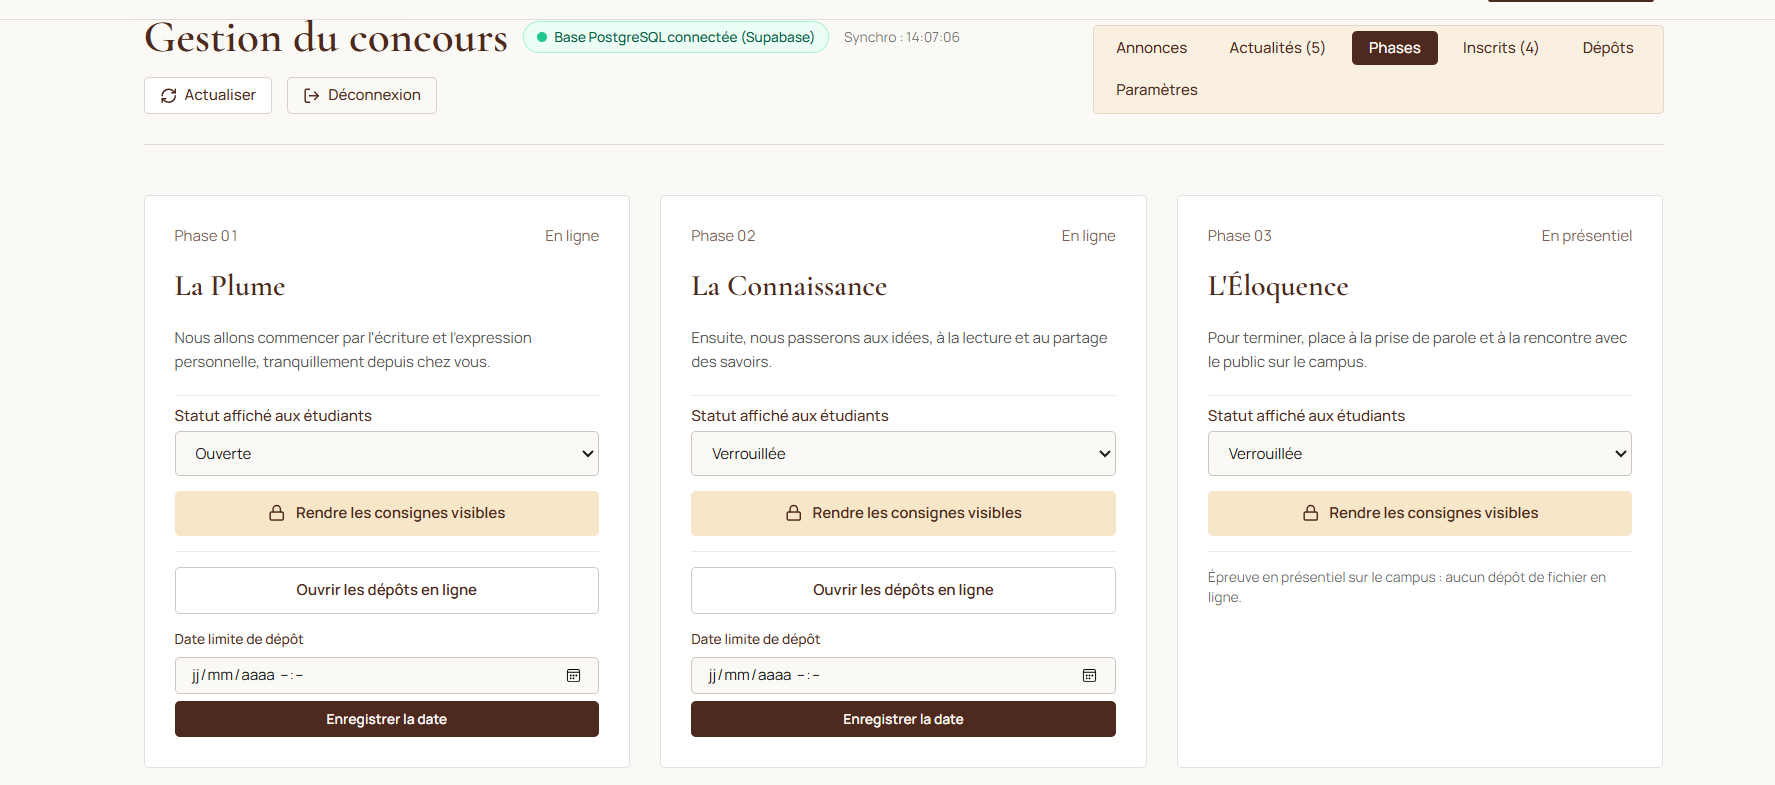 Gestion du concours
Base PostgreSQL connectée (Supabase)
Synchro : 14:07:06
Actualiser
Déconnexion
Annonces
Actualités (5)
Phases
Inscrits (4)
Dépôts
Paramètres
Phase 01
En ligne
La Plume
Nous allons commencer par l'écriture et l'expression
personnelle, tranquillement depuis chez vous.
Statut affiché aux étudiants
Ouverte
Rendre les consignes visibles
Ouvrir les dépôts en ligne
Date limite de dépôt
jj/mm/aaaa --:--
Enregistrer la date
Phase 02
En ligne
La Connaissance
Ensuite, nous passerons aux idées, à la lecture et au partage
des savoirs.
Statut affiché aux étudiants
Verrouillée
Rendre les consignes visibles
Ouvrir les dépôts en ligne
Date limite de dépôt
jj/mm/aaaa --:--
Enregistrer la date
Phase 03
En présentiel
L'Éloquence
Pour terminer, place à la prise de parole et à la rencontre avec
le public sur le campus.
Statut affiché aux étudiants
Verrouillée
Rendre les consignes visibles
Épreuve en présentiel sur le campus : aucun dépôt de fichier en
ligne.